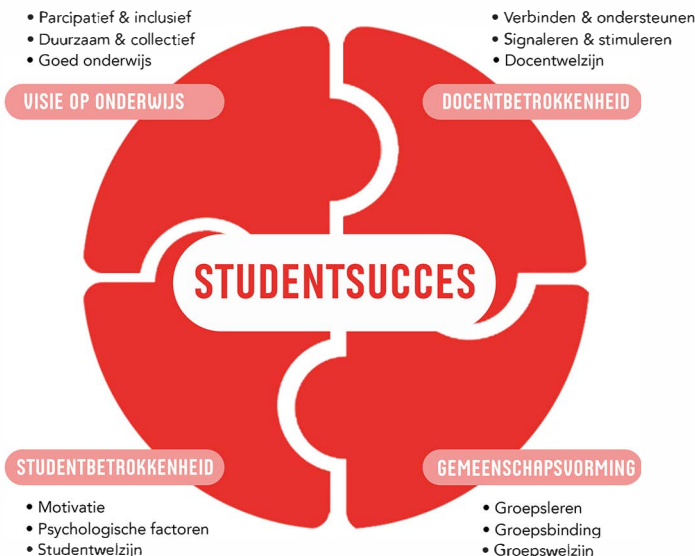 • Parcipatief & inclusief
• Duurzaam & collectief
• Goed onderwijs
VISIE OP ONDERWIJS
• Verbinden & ondersteunen
• Signaleren & stimuleren
• Docentwelzijn
DOCENTBETROKKENHEID
STUDENTSUCCES
STUDENTBETROKKENHEID
• Motivatie
• Psychologische factoren
• Studentwelzijn
GEMEENSCHAPSVORMING
• Groepsleren
• Groepsbinding
• Groepswelzijn